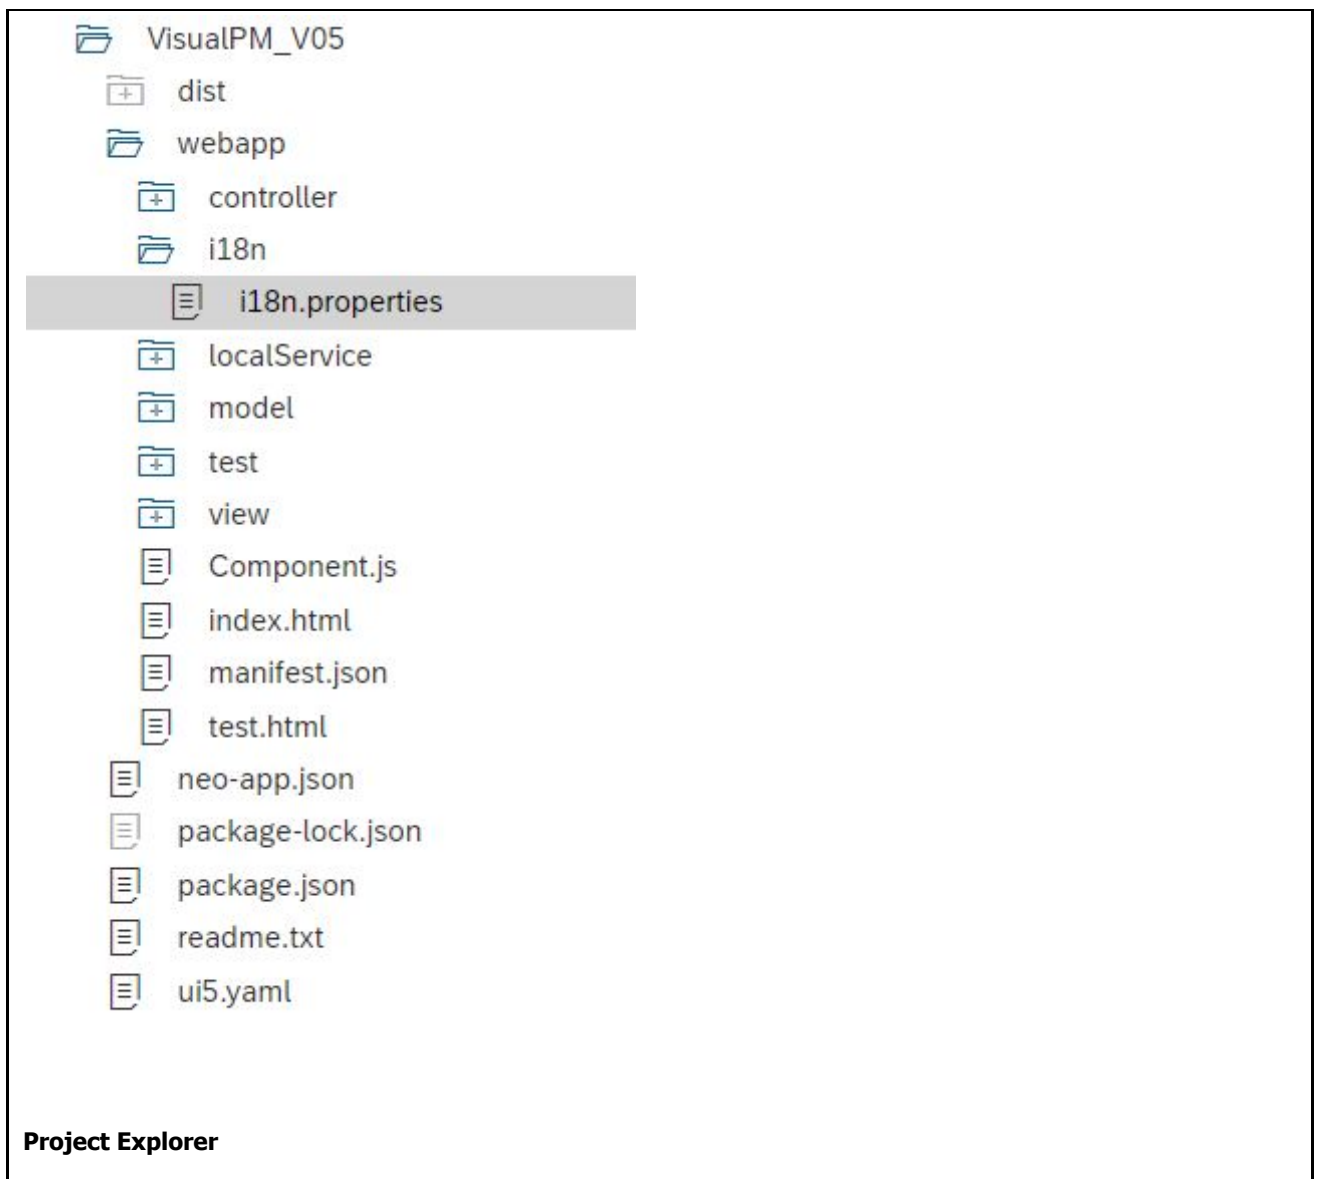 VisualPM_V05
dist
webapp
controller
i18n
i18n.properties
localService
model
test
view
Component.js
index.html
manifest.json
test.html
neo-app.json
package-lock.json
package.json
readme.txt
ui5.yaml
Project Explorer